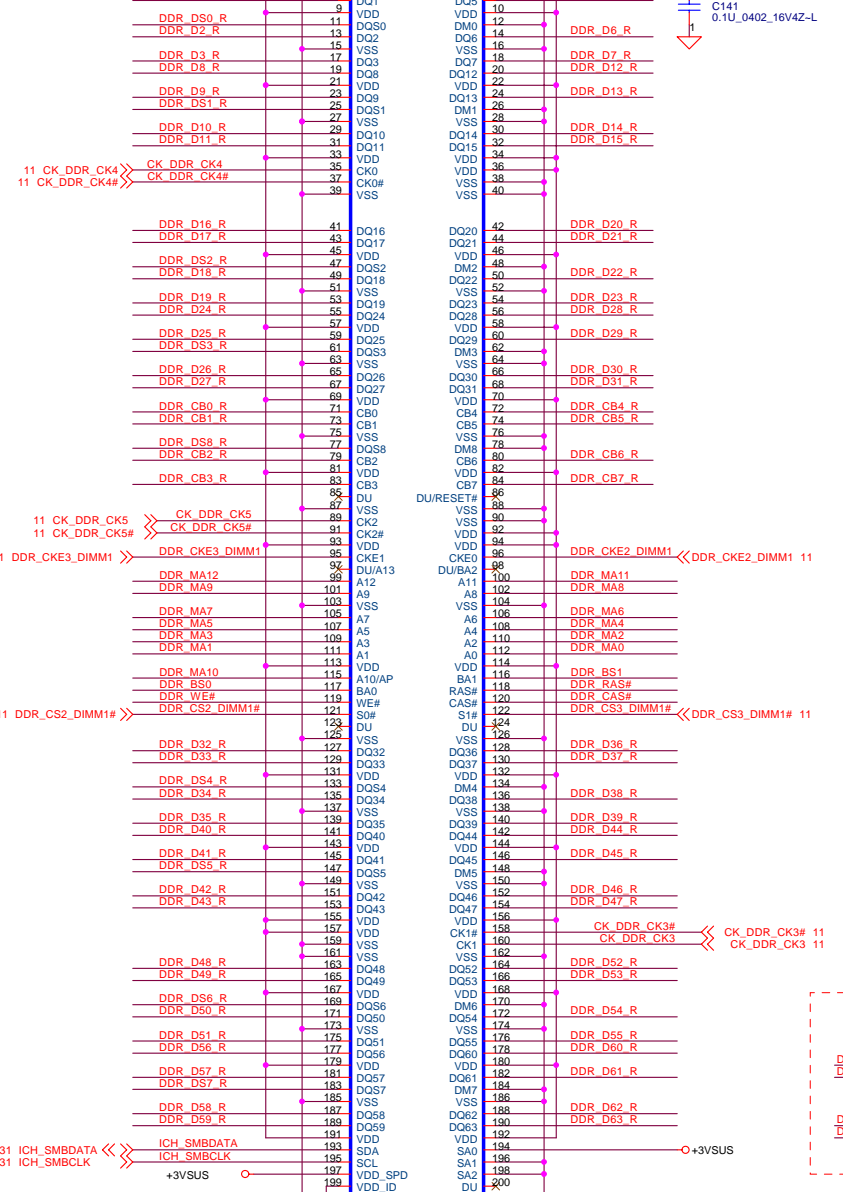 DQ1 DQ5 C141
9 VDD VDD 10
DDR_DS0_R 11 DQS0 DM0 12 0.1U_0402_16V4Z~L
DDR_D2_R 13 DQ2 DQ6 14 DDR_D6_R 1
15 VSS VSS 16
DDR_D3_R 17 DQ3 DQ7 18 DDR_D7_R
DDR_D8_R 19 DQ8 DQ12 20 DDR_D12_R
21 VDD VDD 22
DDR_D9_R 23 DQ9 DQ13 24 DDR_D13_R
DDR_DS1_R 25 DQS1 DM1 26
27 VSS VSS 28
DDR_D10_R 29 DQ10 DQ14 30 DDR_D14_R
DDR_D11_R 31 DQ11 DQ15 32 DDR_D15_R
33 VDD VDD 34
11 CK_DDR_CK4 CK_DDR_CK4 35 CK0 VDD 36
11 CK_DDR_CK4# CK_DDR_CK4# 37 CK0# VSS 38
39 VSS VSS 40
DDR_D16_R 41 DQ16 DQ20 42 DDR_D20_R
DDR_D17_R 43 DQ17 DQ21 44 DDR_D21_R
45 VDD VDD 46
DDR_DS2_R 47 DQS2 DM2 48
DDR_D18_R 49 DQ18 DQ22 50 DDR_D22_R
51 VSS VSS 52
DDR_D19_R 53 DQ19 DQ23 54 DDR_D23_R
DDR_D24_R 55 DQ24 DQ28 56 DDR_D28_R
57 VDD VDD 58
DDR_D25_R 59 DQ25 DQ29 60 DDR_D29_R
DDR_DS3_R 61 DQS3 DM3 62
63 VSS VSS 64
DDR_D26_R 65 DQ26 DQ30 66 DDR_D30_R
DDR_D27_R 67 DQ27 DQ31 68 DDR_D31_R
69 VDD VDD 70
DDR_CB0_R 71 CB0 CB4 72 DDR_CB4_R
DDR_CB1_R 73 CB1 CB5 74 DDR_CB5_R
75 VSS VSS 76
DDR_DS8_R 77 DQS8 DM8 78
DDR_CB2_R 79 CB2 CB6 80 DDR_CB6_R
81 VDD VDD 82
DDR_CB3_R 83 CB3 CB7 84 DDR_CB7_R
85 DU DU/RESET# 86
87 VSS VSS 88
11 CK_DDR_CK5 CK_DDR_CK5 89 CK2 VSS 90
11 CK_DDR_CK5# CK_DDR_CK5# 91 CK2# VDD 92
93 VDD VDD 94
1 DDR_CKE3_DIMM1 DDR_CKE3_DIMM1 95 CKE1 CKE0 96 DDR_CKE2_DIMM1 DDR_CKE2_DIMM1 11
97 DU/A13 DU/BA2 98
DDR_MA12 99 A12 A11 100 DDR_MA11
DDR_MA9 101 A9 A8 102 DDR_MA8
103 VSS VSS 104
DDR_MA7 105 A7 A6 106 DDR_MA6
DDR_MA5 107 A5 A4 108 DDR_MA4
DDR_MA3 109 A3 A2 110 DDR_MA2
DDR_MA1 111 A1 A0 112 DDR_MA0
113 VDD VDD 114
DDR_MA10 115 A10/AP BA1 116 DDR_BS1
DDR_BS0 117 BA0 RAS# 118 DDR_RAS#
DDR_WE# 119 WE# CAS# 120 DDR_CAS#
11 DDR_CS2_DIMM1# DDR_CS2_DIMM1# 121 S0# S1# 122 DDR_CS3_DIMM1# DDR_CS3_DIMM1# 11
123 DU DU 124
125 VSS VSS 126
DDR_D32_R 127 DQ32 DQ36 128 DDR_D36_R
DDR_D33_R 129 DQ33 DQ37 130 DDR_D37_R
131 VDD VDD 132
DDR_DS4_R 133 DQS4 DM4 134
DDR_D34_R 135 DQ34 DQ38 136 DDR_D38_R
137 VSS VSS 138
DDR_D35_R 139 DQ35 DQ39 140 DDR_D39_R
DDR_D40_R 141 DQ40 DQ44 142 DDR_D44_R
143 VDD VDD 144
DDR_D41_R 145 DQ41 DQ45 146 DDR_D45_R
DDR_DS5_R 147 DQS5 DM5 148
149 VSS VSS 150
DDR_D42_R 151 DQ42 DQ46 152 DDR_D46_R
DDR_D43_R 153 DQ43 DQ47 154 DDR_D47_R
155 VDD VDD 156
157 VDD CK1# 158 CK_DDR_CK3# CK_DDR_CK3# 11
159 VSS CK1 160 CK_DDR_CK3 CK_DDR_CK3 11
161 VSS VSS 162
DDR_D48_R 163 DQ48 DQ52 164 DDR_D52_R
DDR_D49_R 165 DQ49 DQ53 166 DDR_D53_R
167 VDD VDD 168
DDR_DS6_R 169 DQS6 DM6 170
DDR_D50_R 171 DQ50 DQ54 172 DDR_D54_R
173 VSS VSS 174
DDR_D51_R 175 DQ51 DQ55 176 DDR_D55_R
DDR_D56_R 177 DQ56 DQ60 178 DDR_D60_R
179 VDD VDD 180
DDR_D57_R 181 DQ57 DQ61 182 DDR_D61_R
DDR_DS7_R 183 DQS7 DM7 184
185 VSS VSS 186
DDR_D58_R 187 DQ58 DQ62 188 DDR_D62_R
DDR_D59_R 189 DQ59 DQ63 190 DDR_D63_R
191 VDD VDD 192
31 ICH_SMBDATA ICH_SMBDATA 193 SDA SA0 194 +3VSUS
31 ICH_SMBCLK ICH_SMBCLK 195 SCL SA1 196
+3VSUS 197 VDD_SPD SA2 198
199 VDD_ID DU 200